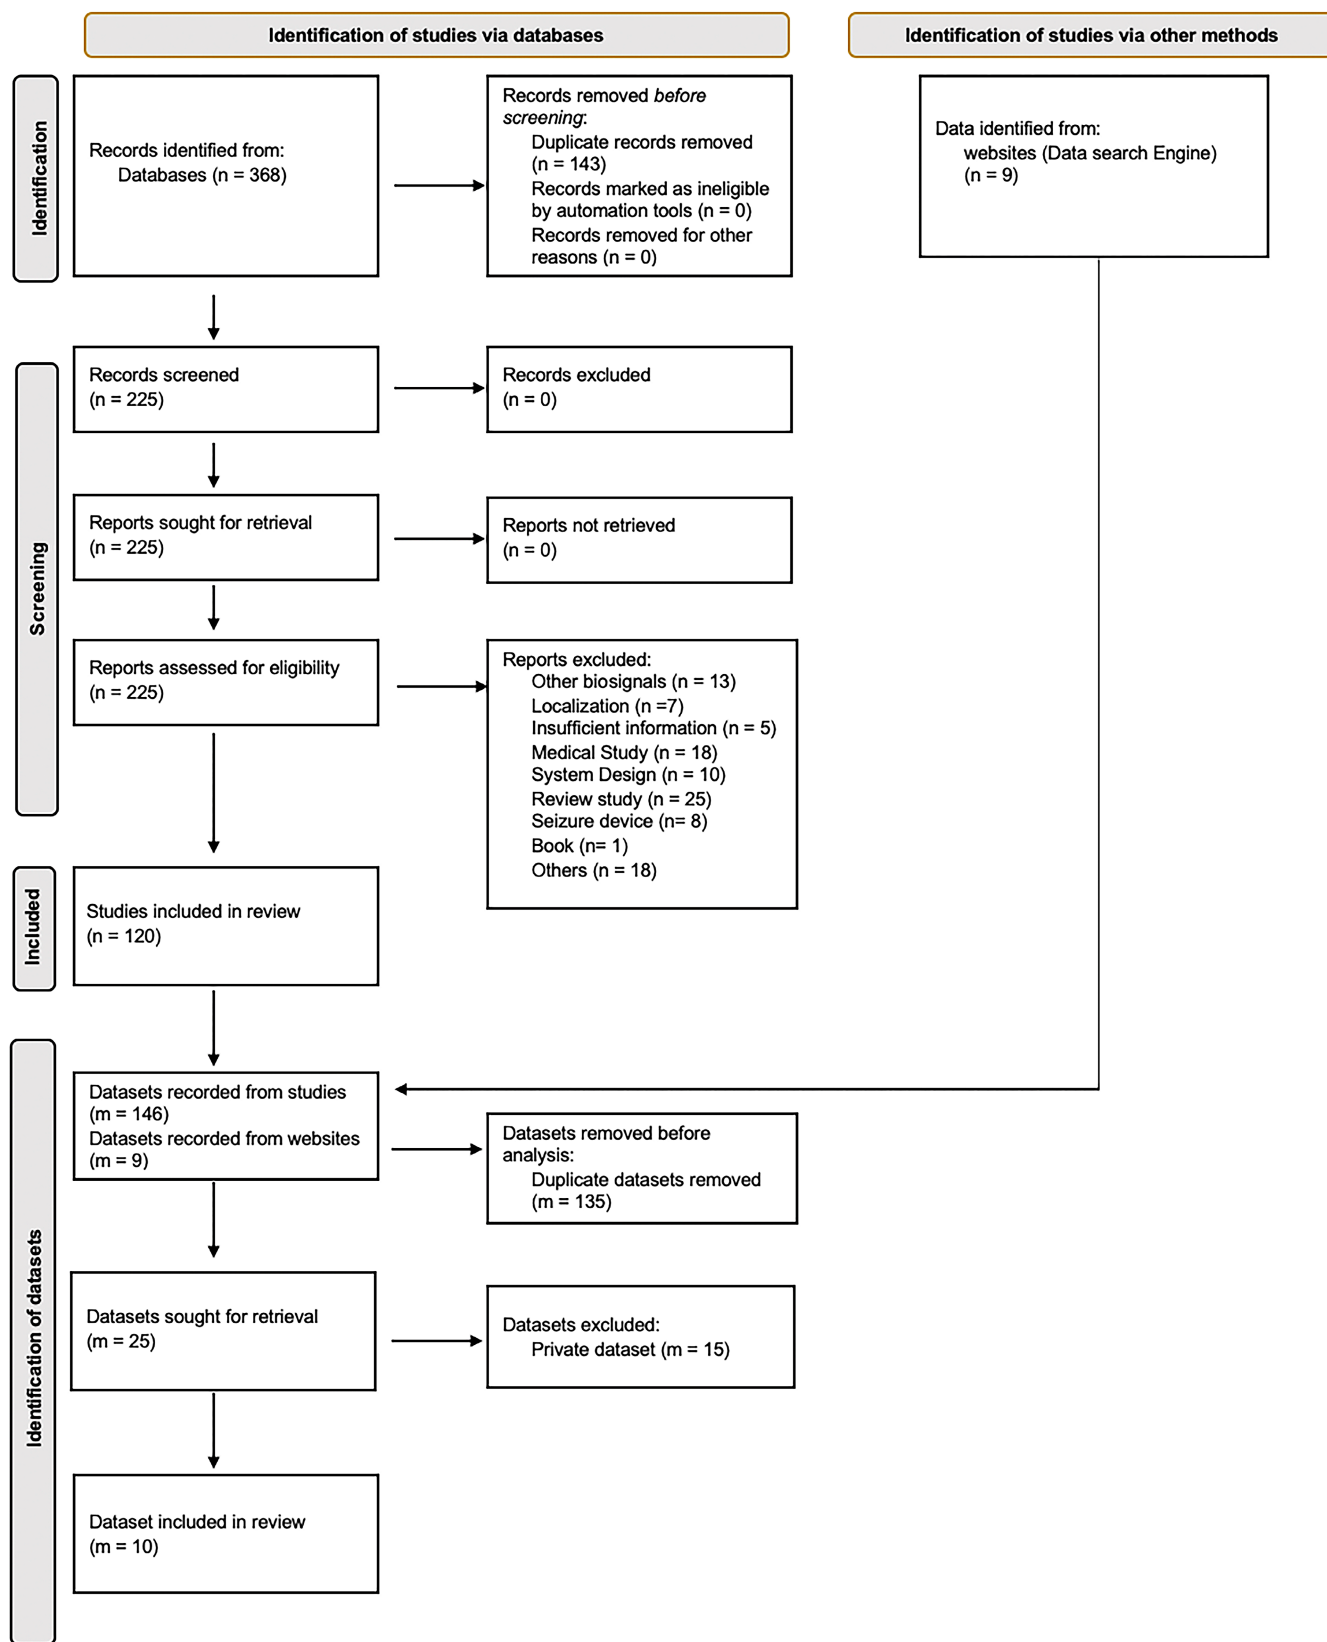 Identification of studies via databases
Identification of studies via other methods
Identification
Records identified from:
Databases (n = 368)
Records removed before
screening:
Duplicate records removed
(n = 143)
Records marked as ineligible
by automation tools (n = 0)
Records removed for other
reasons (n = 0)
Data identified from:
websites (Data search Engine)
(n = 9)
Screening
Records screened
(n = 225)
Records excluded
(n = 0)
Reports sought for retrieval
(n = 225)
Reports not retrieved
(n = 0)
Reports assessed for eligibility
(n = 225)
Reports excluded:
Other biosignals (n = 13)
Localization (n =7)
Insufficient information (n = 5)
Medical Study (n = 18)
System Design (n = 10)
Review study (n = 25)
Seizure device (n= 8)
Book (n= 1)
Others (n = 18)
Included
Studies included in review
(n = 120)
Identification of datasets
Datasets recorded from studies
(m = 146)
Datasets recorded from websites
(m = 9)
Datasets removed before
analysis:
Duplicate datasets removed
(m = 135)
Datasets sought for retrieval
(m = 25)
Datasets excluded:
Private dataset (m = 15)
Dataset included in review
(m = 10)